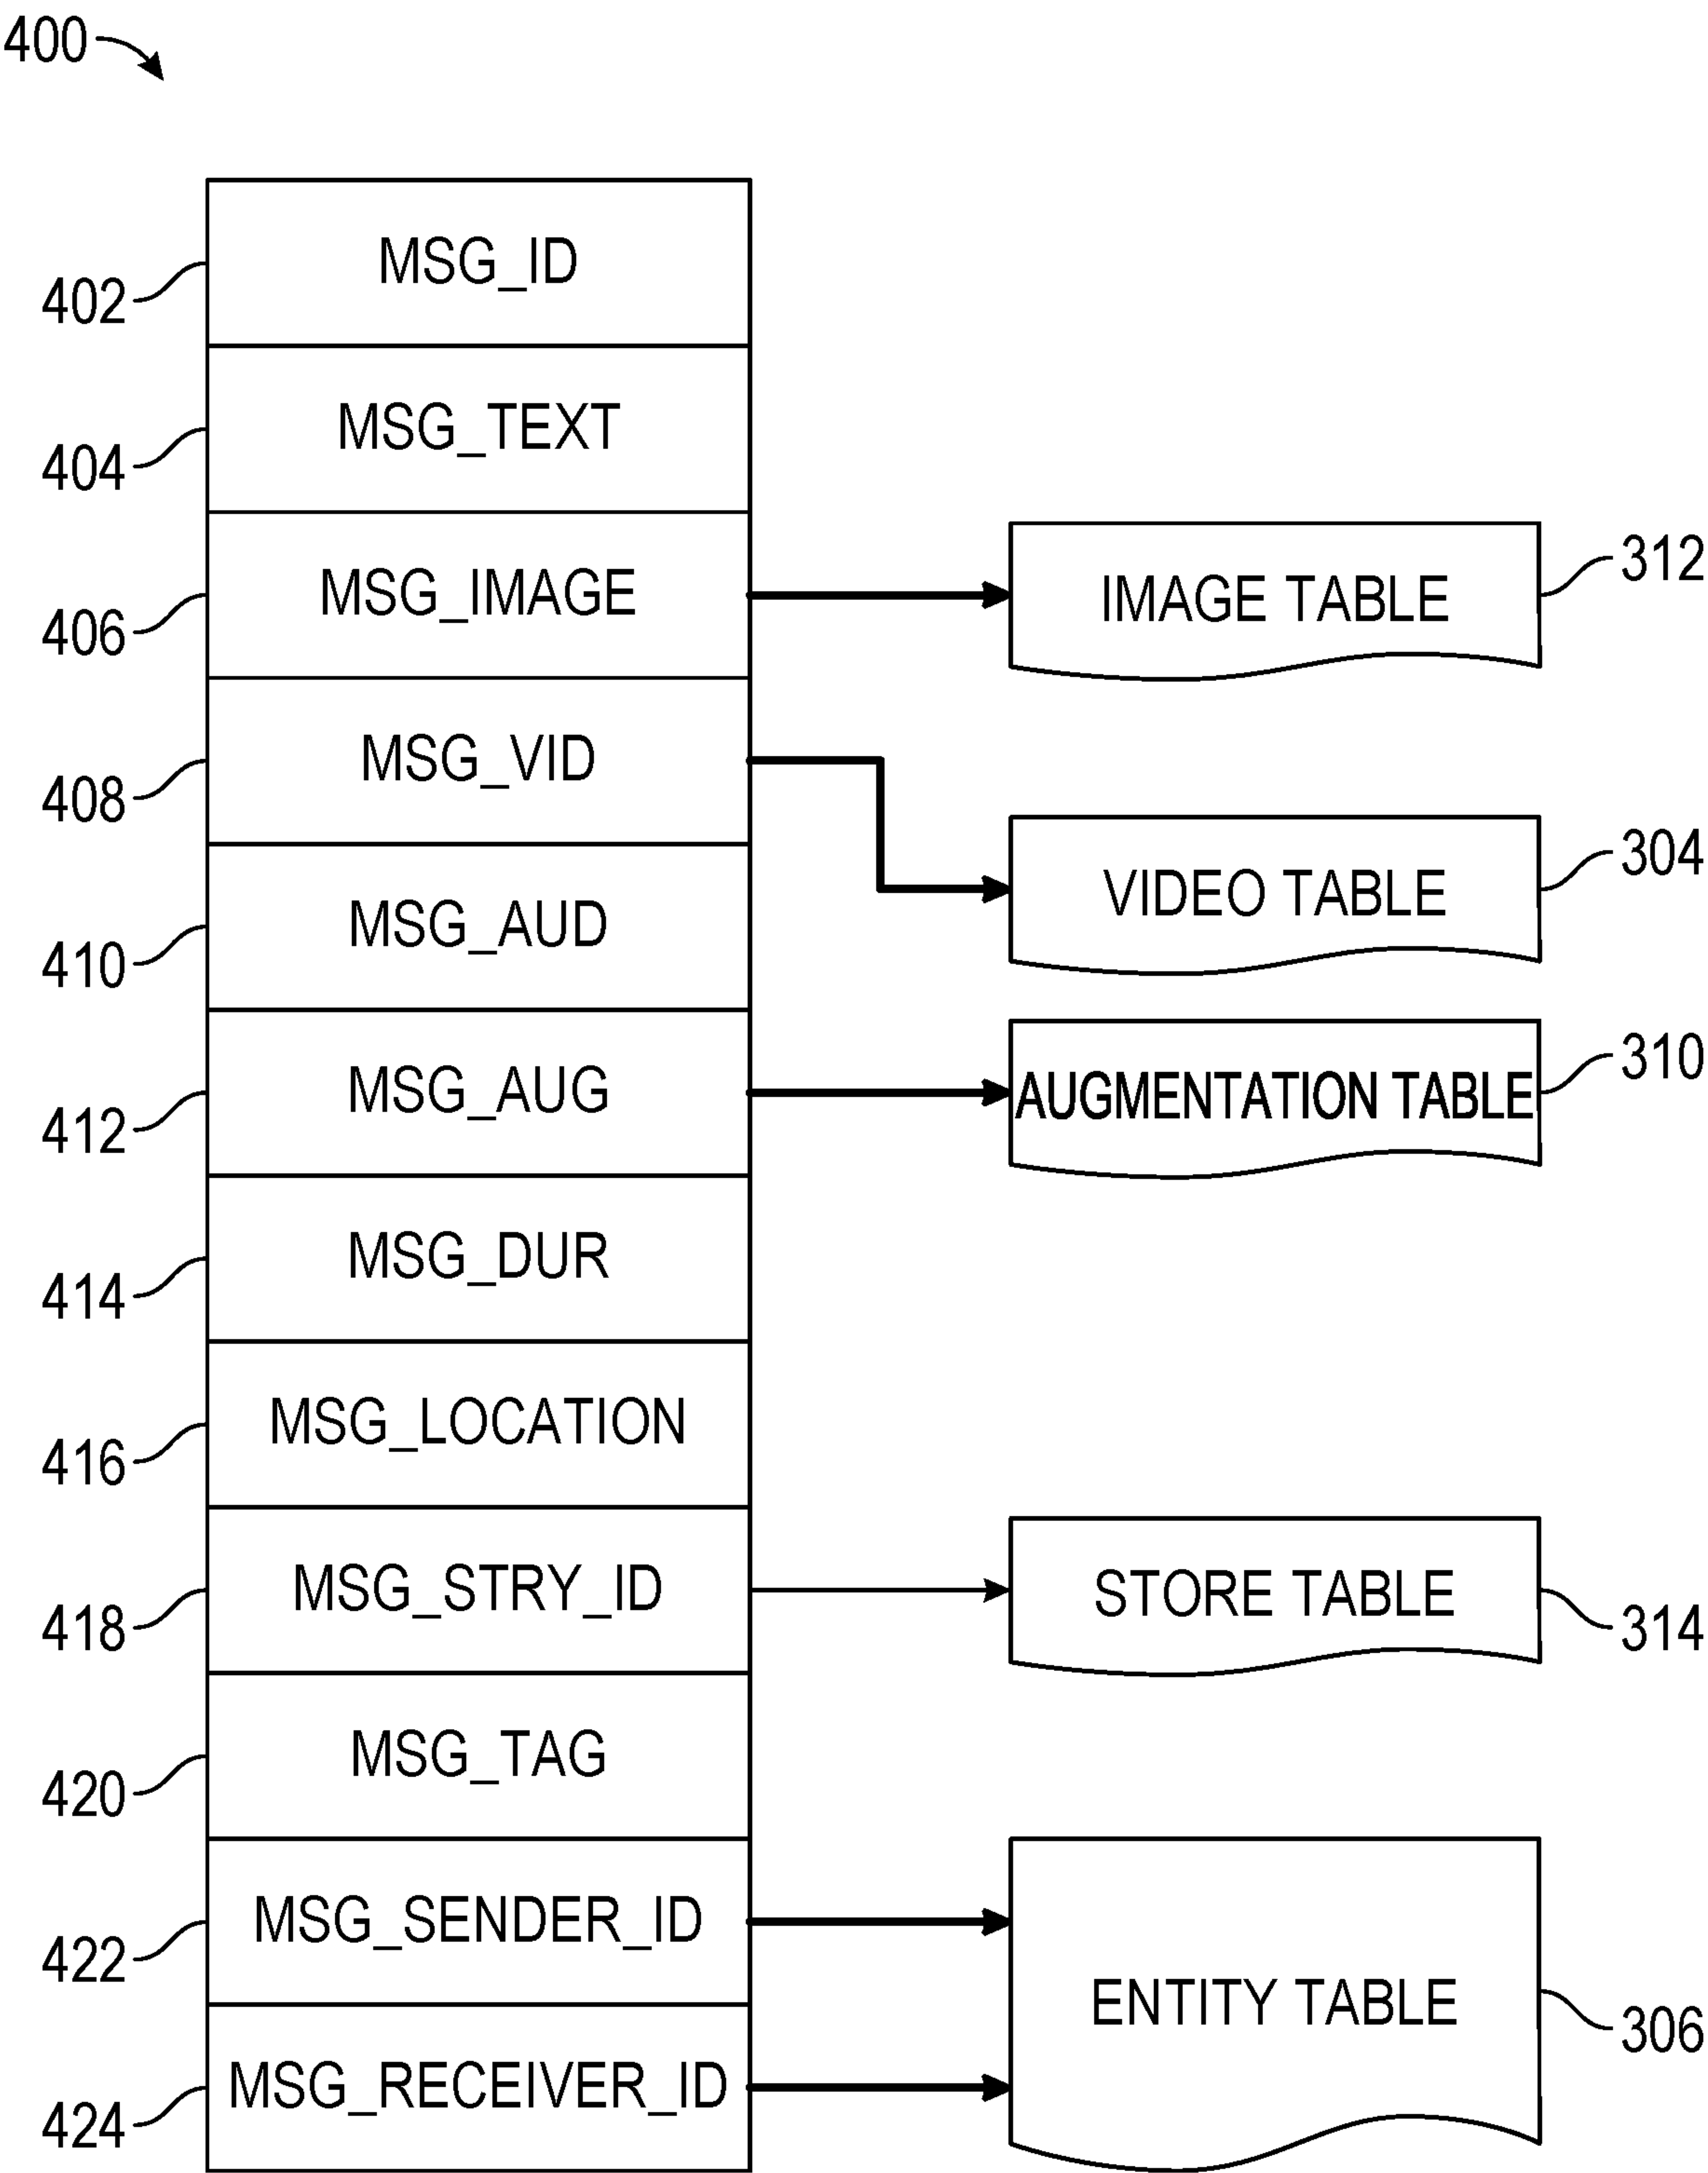 400
MSG_ID
402
MSG_TEXT
404
MSG_IMAGE
406
IMAGE TABLE
312
MSG_VID
408
VIDEO TABLE
304
MSG_AUD
410
MSG_AUG
412
AUGMENTATION TABLE
310
MSG_DUR
414
MSG_LOCATION
416
MSG_STRY_ID
418
STORE TABLE
314
MSG_TAG
420
MSG_SENDER_ID
422
ENTITY TABLE
306
MSG_RECEIVER_ID
424